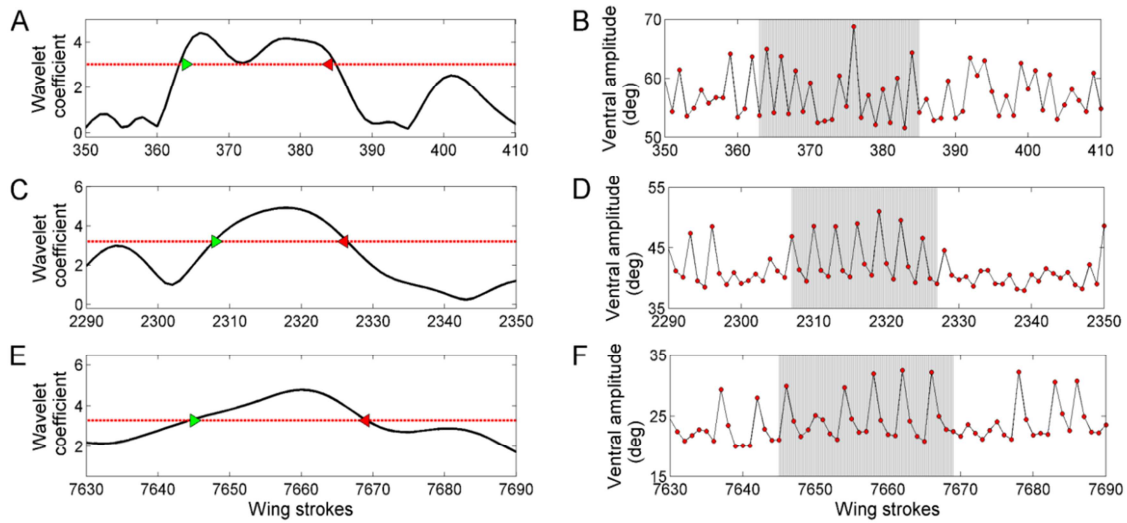 A
Wavelet
coefficient
4
2
0
350 360 370 380 390 400 410
B
Ventral amplitude
(deg)
70
60
50
350 360 370 380 390 400 410
C
Wavelet
coefficient
6
4
2
0
2290 2300 2310 2320 2330 2340 2350
D
Ventral amplitude
(deg)
55
45
35
2291 2300 2310 2320 2330 2340 2350
E
Wavelet
coefficient
6
4
2
7630 7640 7650 7660 7670 7680 7690
Wing strokes
F
Ventral amplitude
(deg)
35
25
15
7631 7640 7650 7660 7670 7680 7690
Wing strokes